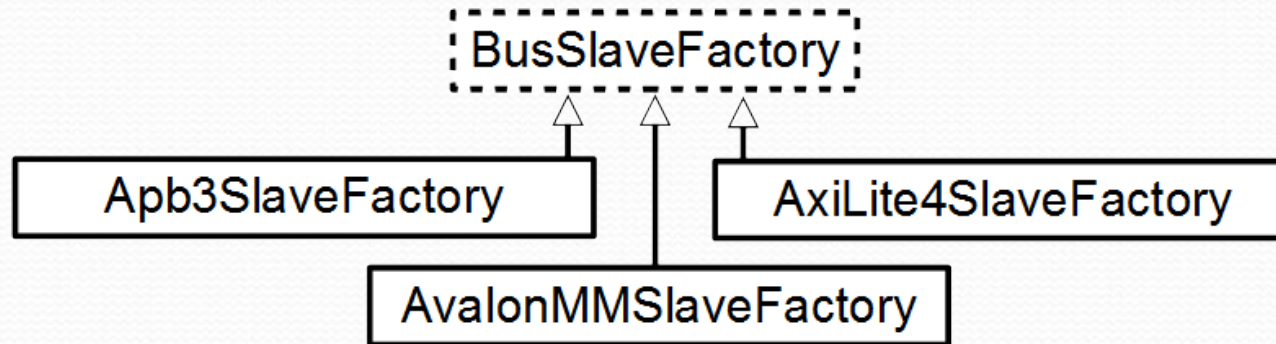 BusSlaveFactory
Apb3SlaveFactory
AxiLite4SlaveFactory
AvalonMMSlaveFactory